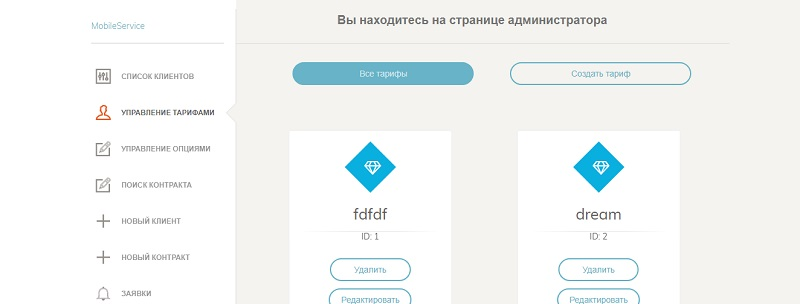 MobileService
Вы находитесь на странице администратора
СПИСОК КЛИЕНТОВ
УПРАВЛЕНИЕ ТАРИФАМИ
УПРАВЛЕНИЕ ОПЦИЯМИ
ПОИСК КОНТРАКТА
НОВЫЙ КЛИЕНТ
НОВЫЙ КОНТРАКТ
ЗАЯВКИ
Все тарифы
Создать тариф
fdfdf
ID: 1
Удалить
Редактировать
dream
ID: 2
Удалить
Редактировать